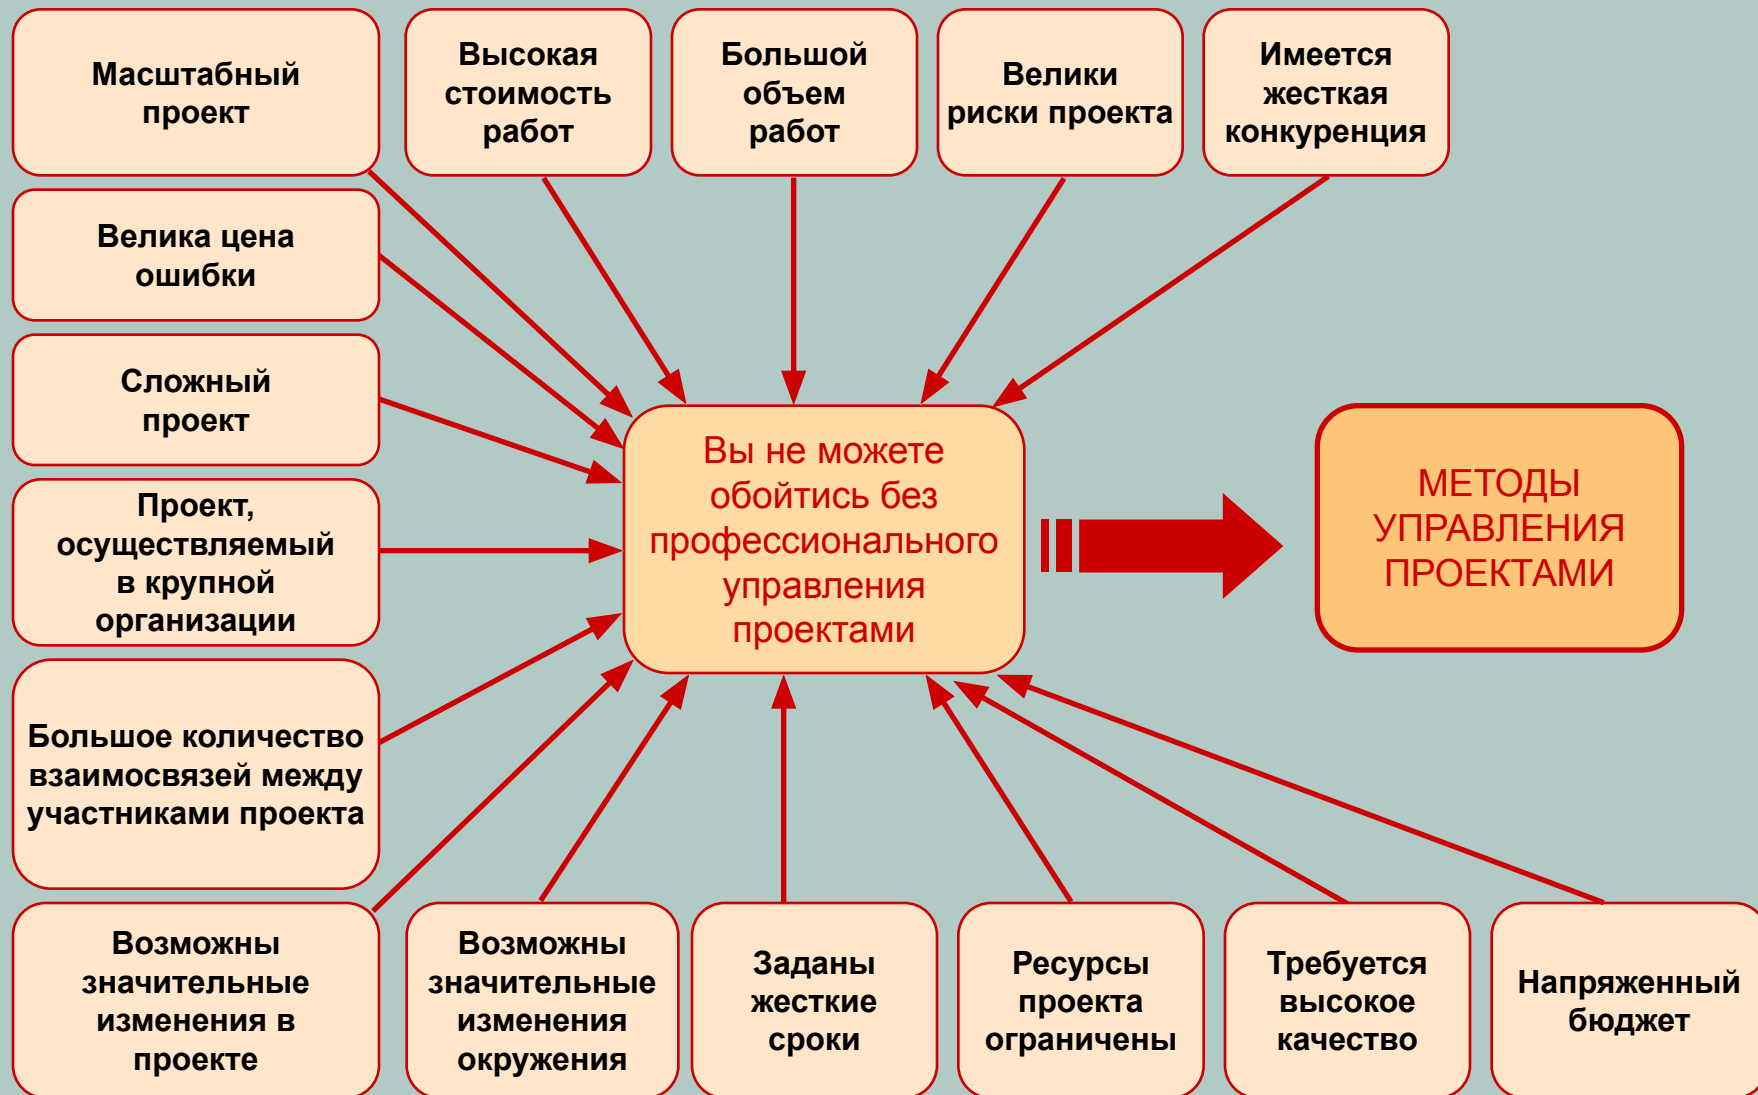 Масштабный
проект
Высокая
стоимость
работ
Большой
объем
работ
Велики
риски проекта
Имеется
жесткая
конкуренция
Велика цена
ошибки
Сложный
проект
Проект,
осуществляемый
в крупной
организации
Большое количество
взаимосвязей между
участниками проекта
Вы не можете
обойтись без
профессионального
управления
проектами
МЕТОДЫ
УПРАВЛЕНИЯ
ПРОЕКТАМИ
Возможны
значительные
изменения в
проекте
Возможны
значительные
изменения
окружения
Заданы
жесткие
сроки
Ресурсы
проекта
ограничены
Требуется
высокое
качество
Напряженный
бюджет